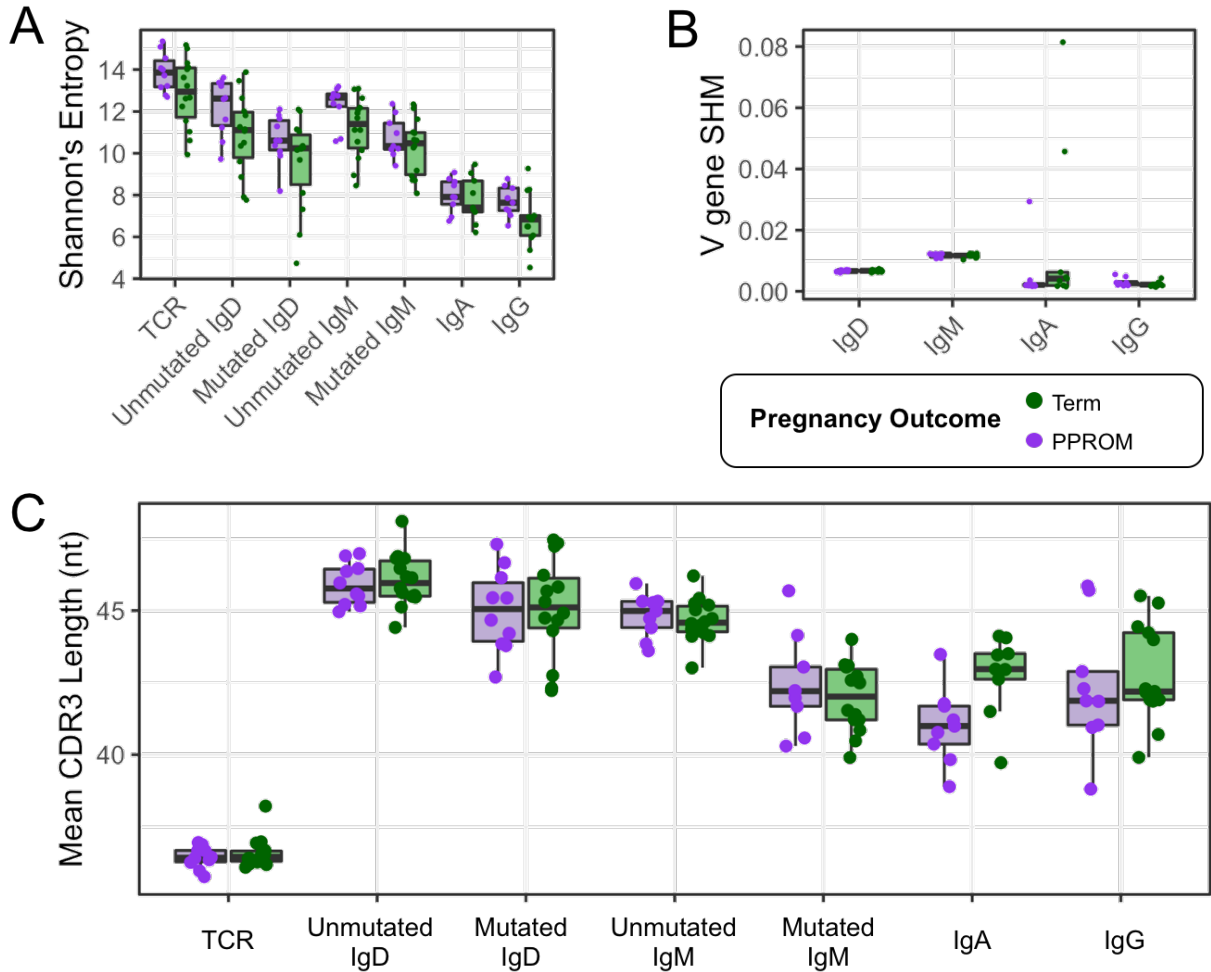 A
Shannon's Entropy
14
12
10
8
6
4
TCR
Unmutated IgD
Mutated IgD
Unmutated IgM
Mutated IgM
IgA
IgG
B
V gene SHM
0.08
0.06
0.04
0.02
0.00
IgD
IgM
IgA
IgG
Pregnancy Outcome
Term
PPROM
C
Mean CDR3 Length (nt)
45
40
TCR
Unmutated
IgD
Mutated
IgD
Unmutated
IgM
Mutated
IgM
IgA
IgG